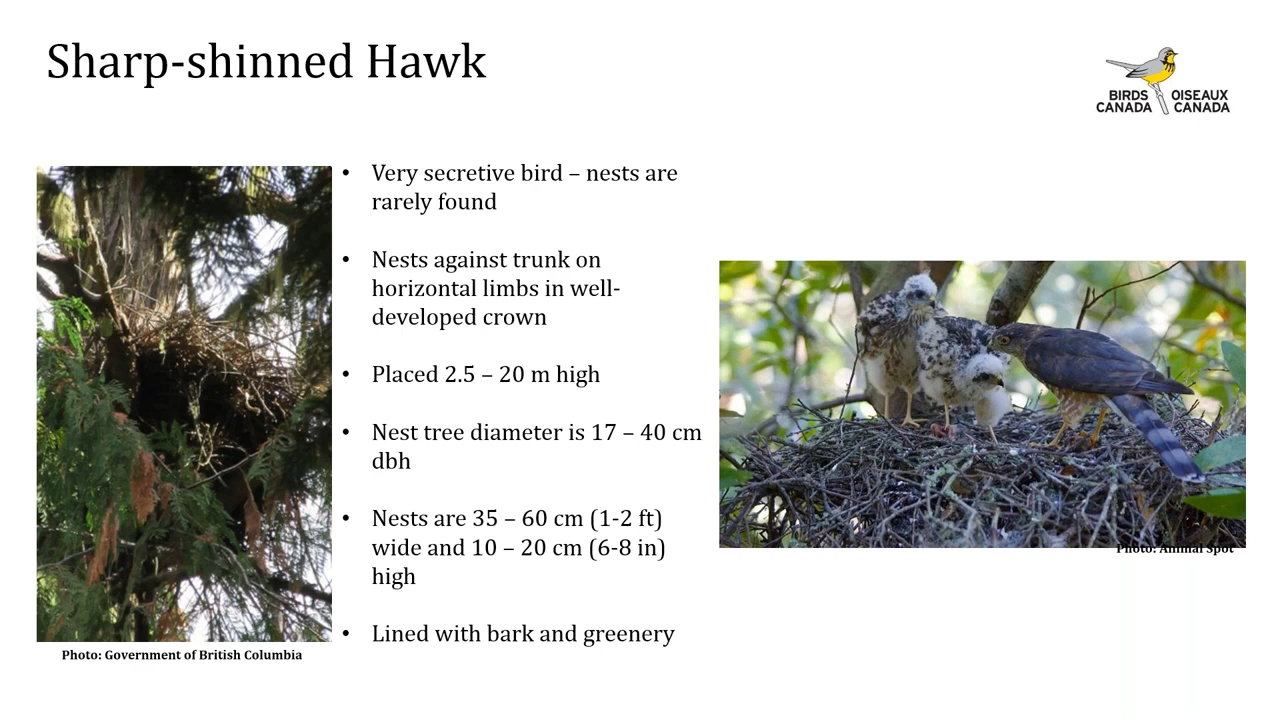 Sharp-shinned Hawk
BIRDS OISEAUX
CANADA CANADA
• Very secretive bird – nests are
rarely found
• Nests against trunk on
horizontal limbs in well-
developed crown
• Placed 2.5 – 20 m high
• Nest tree diameter is 17 – 40 cm
dbh
• Nests are 35 – 60 cm (1-2 ft)
wide and 10 – 20 cm (6-8 in)
high
• Lined with bark and greenery
Photo: Government of British Columbia
Photo: Animal Spot